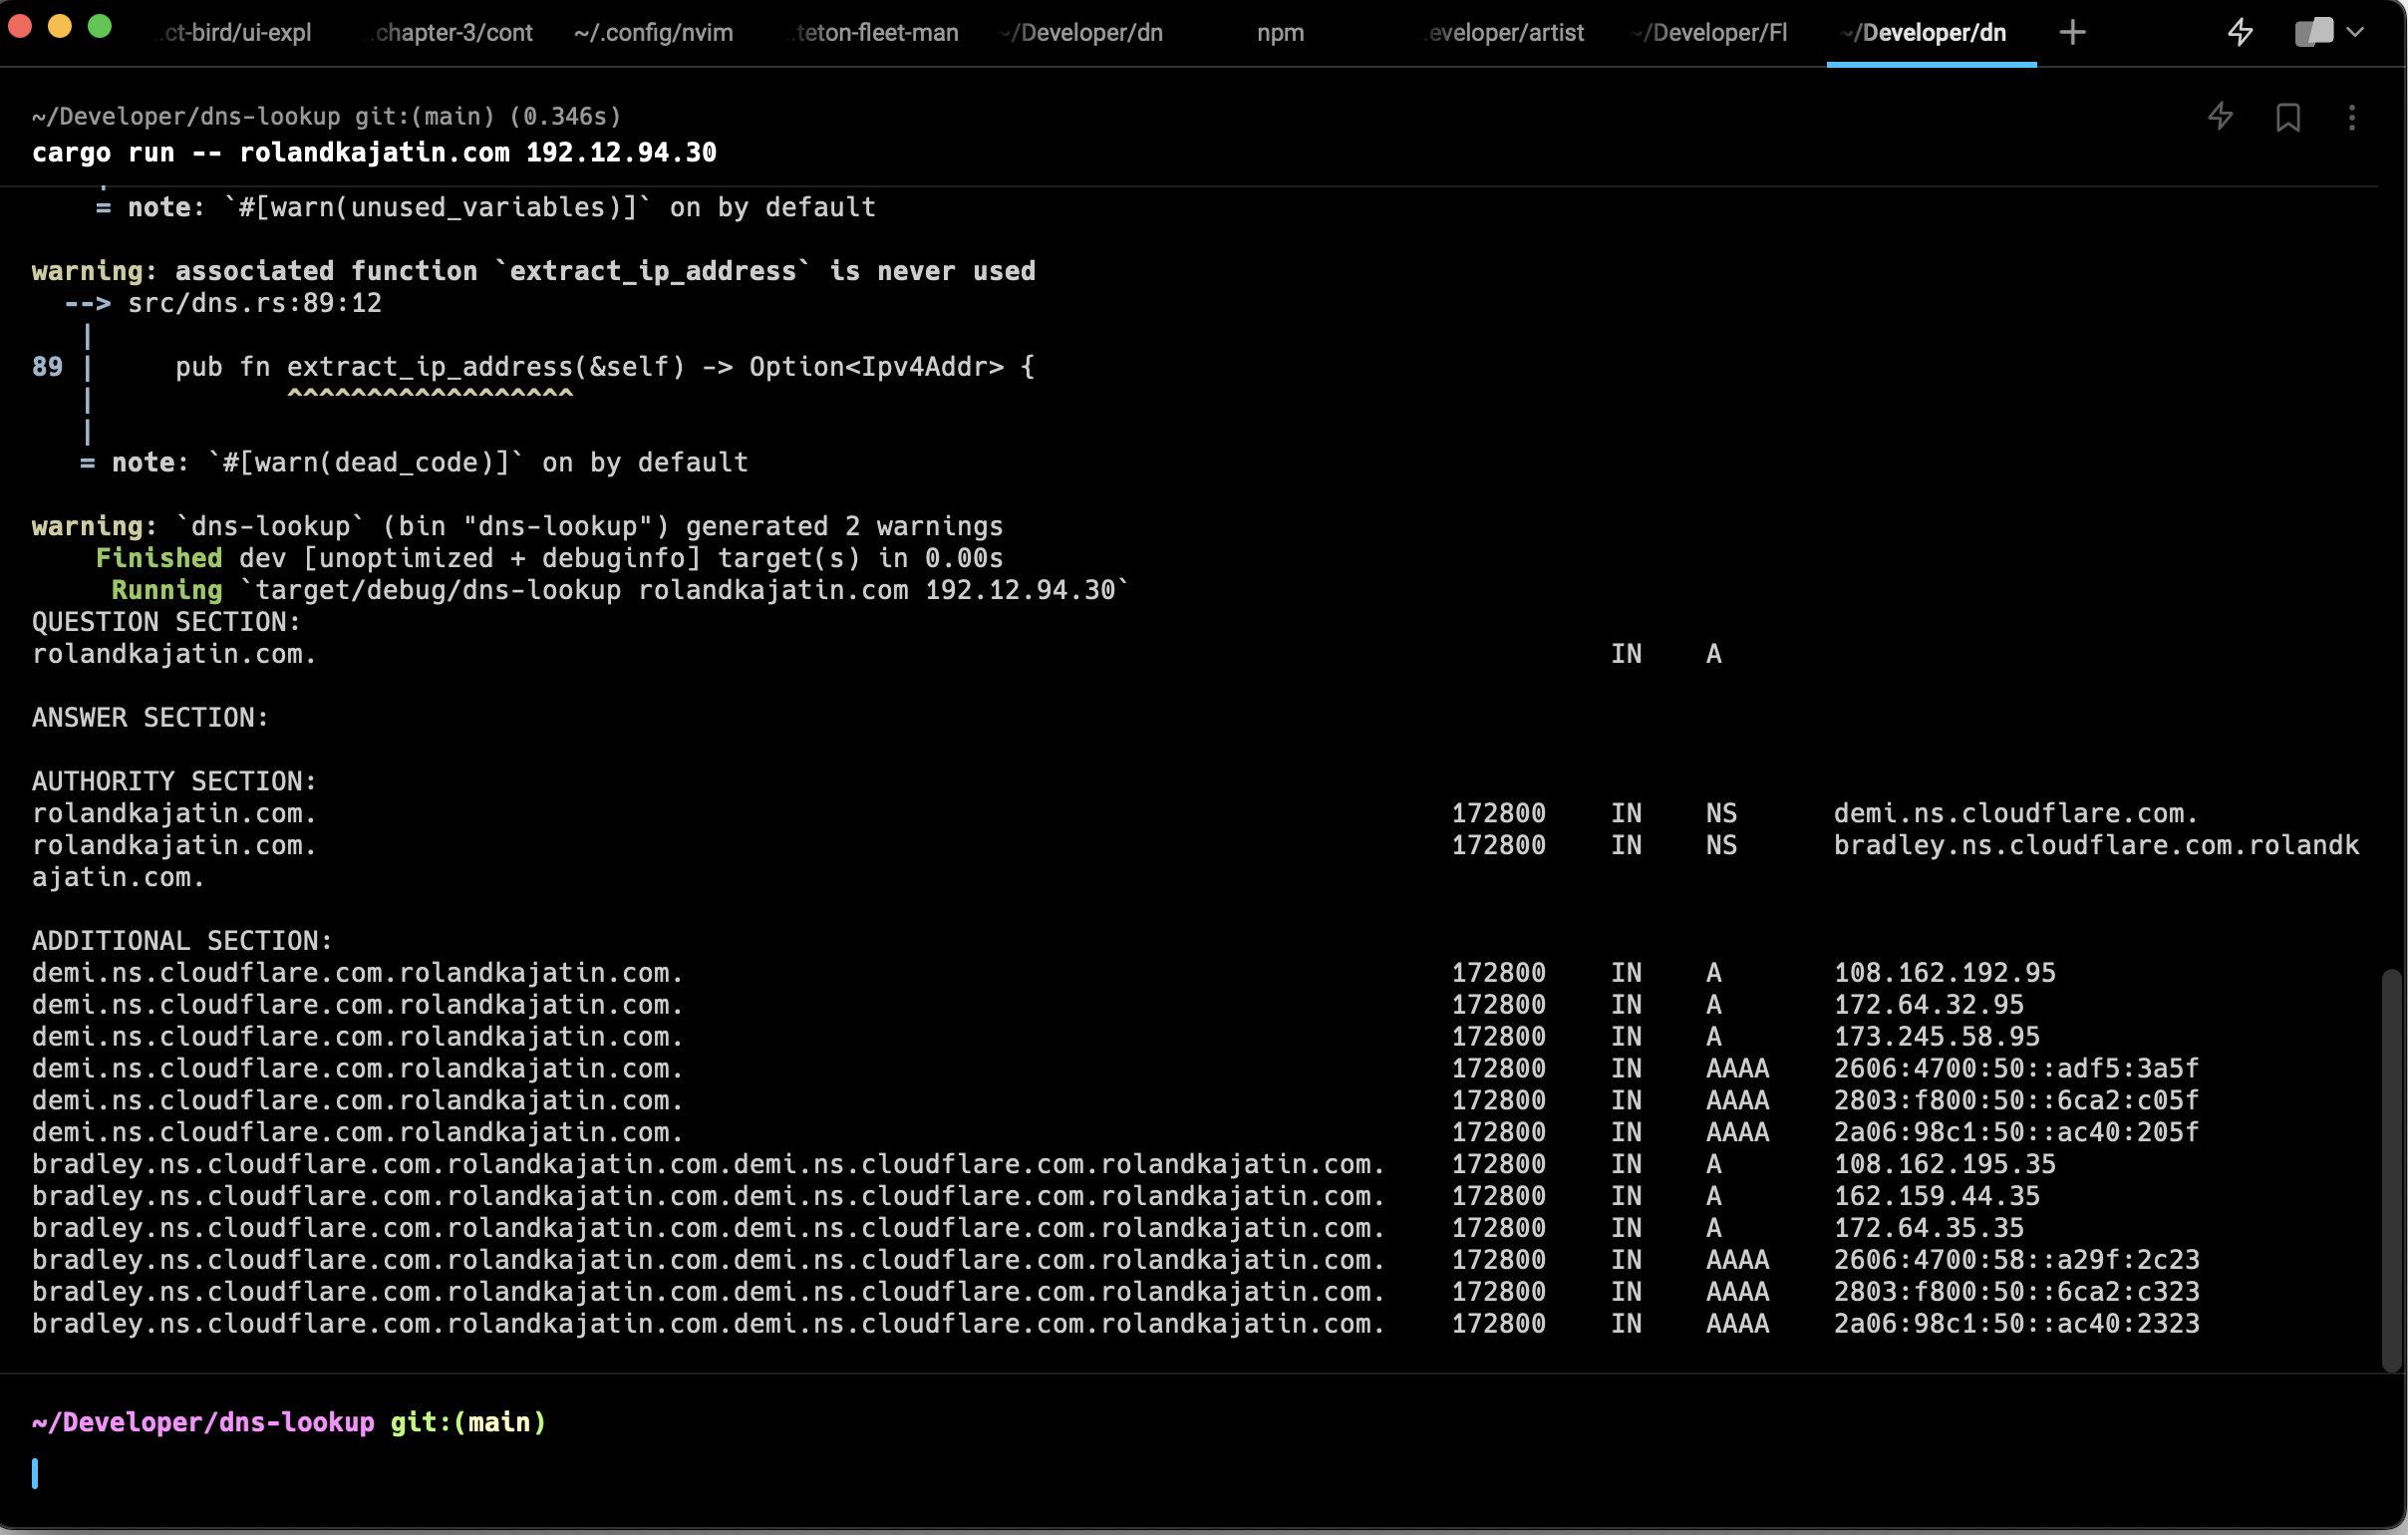 ..ct-bird/ui-expl ..chapter-3/cont ~/.config/nvim ..teton-fleet-man ~/Developer/dn npm ..eveloper/artist ~/Developer/Fl ~/Developer/dn
~/Developer/dns-lookup git:(main) (0.346s)
cargo run -- rolandkajatin.com 192.12.94.30
= note: `#[warn(unused_variables)]` on by default
warning: associated function `extract_ip_address` is never used
--> src/dns.rs:89:12
|
89 | pub fn extract_ip_address(&self) -> Option<Ipv4Addr> {
| ^^^^^^^^^^^^^^^^^^
|
= note: `#[warn(dead_code)]` on by default
warning: `dns-lookup` (bin "dns-lookup") generated 2 warnings
Finished dev [unoptimized + debuginfo] target(s) in 0.00s
Running `target/debug/dns-lookup rolandkajatin.com 192.12.94.30`
QUESTION SECTION:
rolandkajatin.com. IN A
ANSWER SECTION:
AUTHORITY SECTION:
rolandkajatin.com. 172800 IN NS demi.ns.cloudflare.com.
rolandkajatin.com. 172800 IN NS bradley.ns.cloudflare.com.rolandk
ajatin.com.
ADDITIONAL SECTION:
demi.ns.cloudflare.com.rolandkajatin.com. 172800 IN A 108.162.192.95
demi.ns.cloudflare.com.rolandkajatin.com. 172800 IN A 172.64.32.95
demi.ns.cloudflare.com.rolandkajatin.com. 172800 IN A 173.245.58.95
demi.ns.cloudflare.com.rolandkajatin.com. 172800 IN AAAA 2606:4700:50::adf5:3a5f
demi.ns.cloudflare.com.rolandkajatin.com. 172800 IN AAAA 2803:f800:50::6ca2:c05f
demi.ns.cloudflare.com.rolandkajatin.com. 172800 IN AAAA 2a06:98c1:50::ac40:205f
bradley.ns.cloudflare.com.rolandkajatin.com.demi.ns.cloudflare.com.rolandkajatin.com. 172800 IN A 108.162.195.35
bradley.ns.cloudflare.com.rolandkajatin.com.demi.ns.cloudflare.com.rolandkajatin.com. 172800 IN A 162.159.44.35
bradley.ns.cloudflare.com.rolandkajatin.com.demi.ns.cloudflare.com.rolandkajatin.com. 172800 IN A 172.64.35.35
bradley.ns.cloudflare.com.rolandkajatin.com.demi.ns.cloudflare.com.rolandkajatin.com. 172800 IN AAAA 2606:4700:58::a29f:2c23
bradley.ns.cloudflare.com.rolandkajatin.com.demi.ns.cloudflare.com.rolandkajatin.com. 172800 IN AAAA 2803:f800:50::6ca2:c323
bradley.ns.cloudflare.com.rolandkajatin.com.demi.ns.cloudflare.com.rolandkajatin.com. 172800 IN AAAA 2a06:98c1:50::ac40:2323
~/Developer/dns-lookup git:(main)